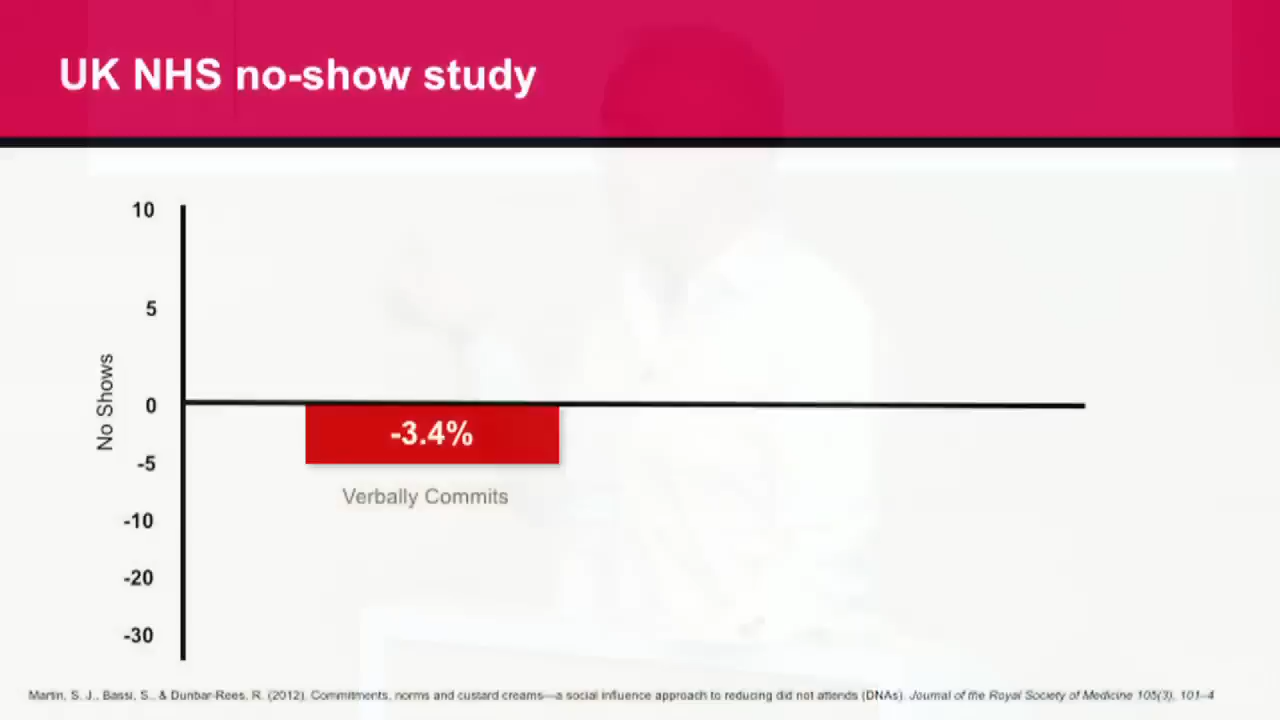 UK NHS no-show study
10
5
No Shows
0
-3.4%
-5
Verbally Commits
-10
-20
-30
Martin, S. J., Bassi, S., & Dunbar-Rees, R. (2012). Commitments, norms and custard creams—a social influence approach to reducing did not attends (DNAs). Journal of the Royal Society of Medicine 105(3), 101–4